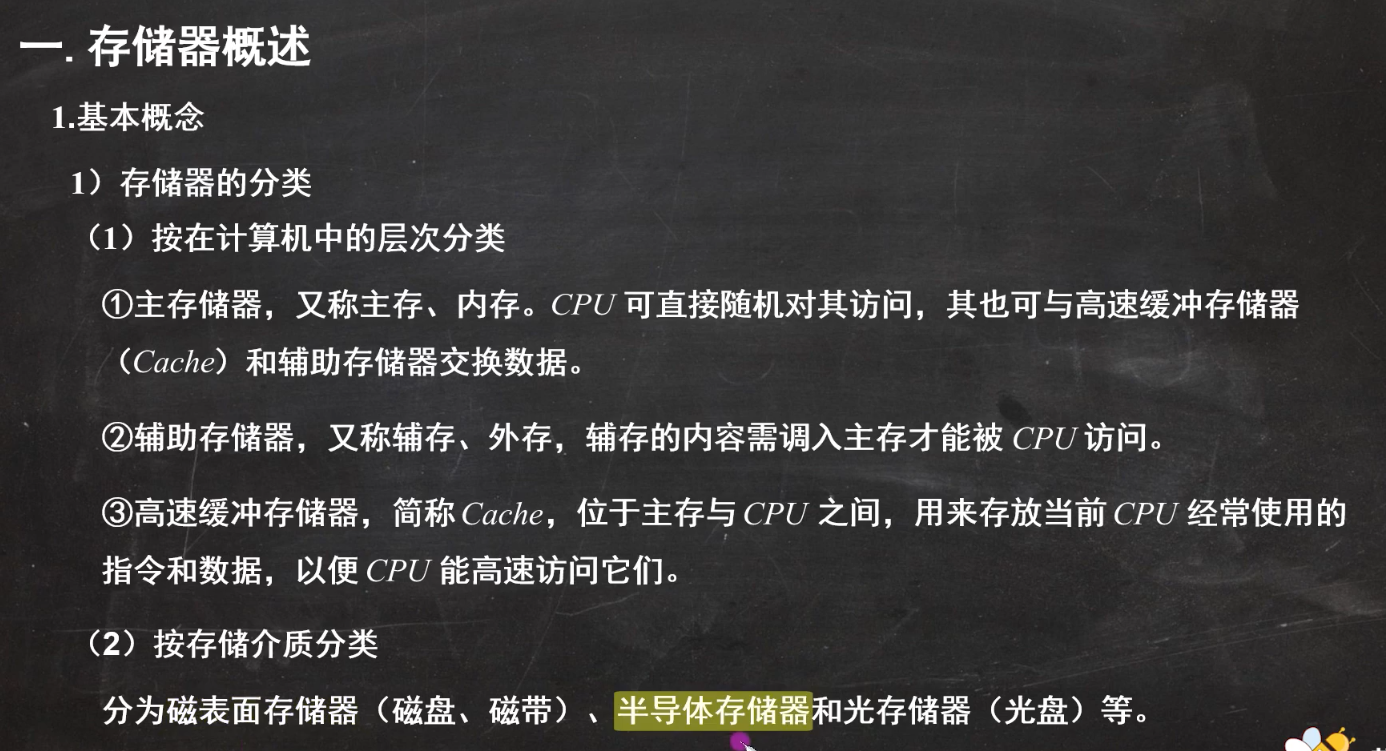 一. 存储器概述
1.基本概念
1）存储器的分类
（1）按在计算机中的层次分类
①主存储器，又称主存、内存。CPU 可直接随机对其访问，其也可与高速缓冲存储器
（Cache）和辅助存储器交换数据。
②辅助存储器，又称辅存、外存，辅存的内容需调入主存才能被 CPU 访问。
③高速缓冲存储器，简称 Cache，位于主存与 CPU 之间，用来存放当前 CPU 经常使用的
指令和数据，以便 CPU 能高速访问它们。
（2）按存储介质分类
分为磁表面存储器（磁盘、磁带）、半导体存储器和光存储器（光盘）等。